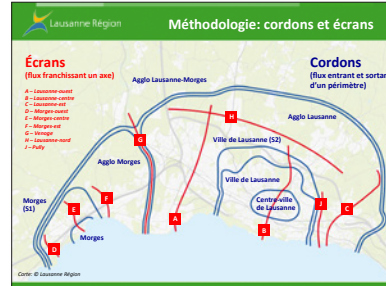 Lausanne Région
Méthodologie: cordons et écrans
Écrans
(flux franchissant un axe)
A – Lausanne-ouest
B – Lausanne-centre
C – Lausanne-est
D – Morges-ouest
E – Morges-centre
F – Morges-est
G – Venoge
H – Lausanne-nord
J – Pully
Cordons
(flux entrant et sortant
d'un périmètre)
Agglo Lausanne-Morges
Agglo Lausanne
H
Ville de Lausanne (S2)
G
Agglo Morges
Ville de Lausanne
Centre-ville
de Lausanne
Morges
(S1)
F
E
J
C
A
B
Morges
D
Carte: © Lausanne Région